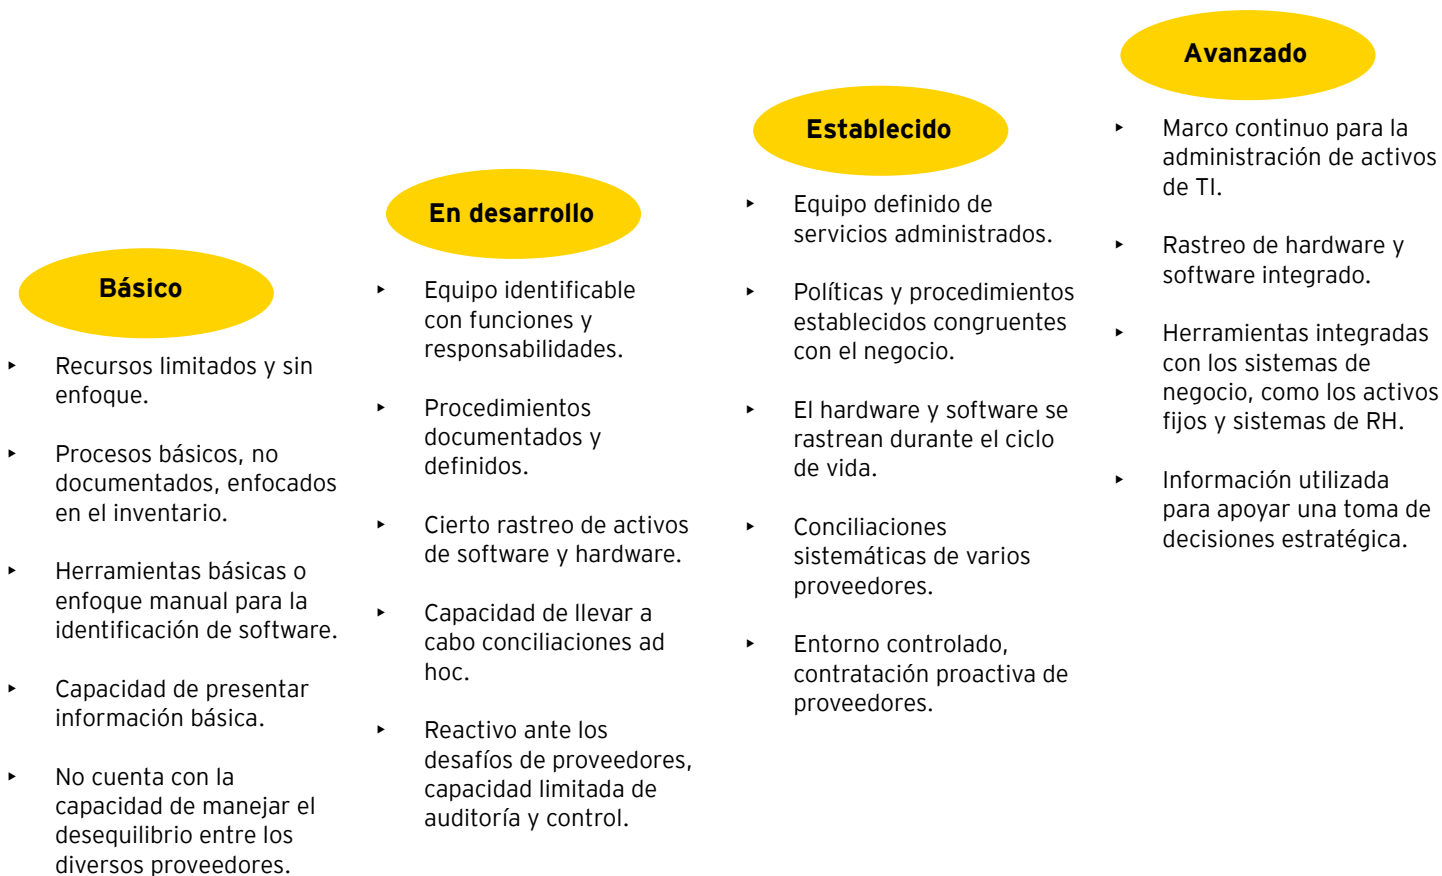 Básico
‣ Recursos limitados y sin
enfoque.
‣ Procesos básicos, no
documentados, enfocados
en el inventario.
‣ Herramientas básicas o
enfoque manual para la
identificación de software.
‣ Capacidad de presentar
información básica.
‣ No cuenta con la
capacidad de manejar el
desequilibrio entre los
diversos proveedores.
En desarrollo
‣ Equipo identificable
con funciones y
responsabilidades.
‣ Procedimientos
documentados y
definidos.
‣ Cierto rastreo de activos
de software y hardware.
‣ Capacidad de llevar a
cabo conciliaciones ad
hoc.
‣ Reactivo ante los
desafíos de proveedores,
capacidad limitada de
auditoría y control.
Establecido
‣ Equipo definido de
servicios administrados.
‣ Políticas y procedimientos
establecidos congruentes
con el negocio.
‣ El hardware y software se
rastrean durante el ciclo
de vida.
‣ Conciliaciones
sistemáticas de varios
proveedores.
‣ Entorno controlado,
contratación proactiva de
proveedores.
Avanzado
‣ Marco continuo para la
administración de activos
de TI.
‣ Rastreo de hardware y
software integrado.
‣ Herramientas integradas
con los sistemas de
negocio, como los activos
fijos y sistemas de RH.
‣ Información utilizada
para apoyar una toma de
decisiones estratégica.